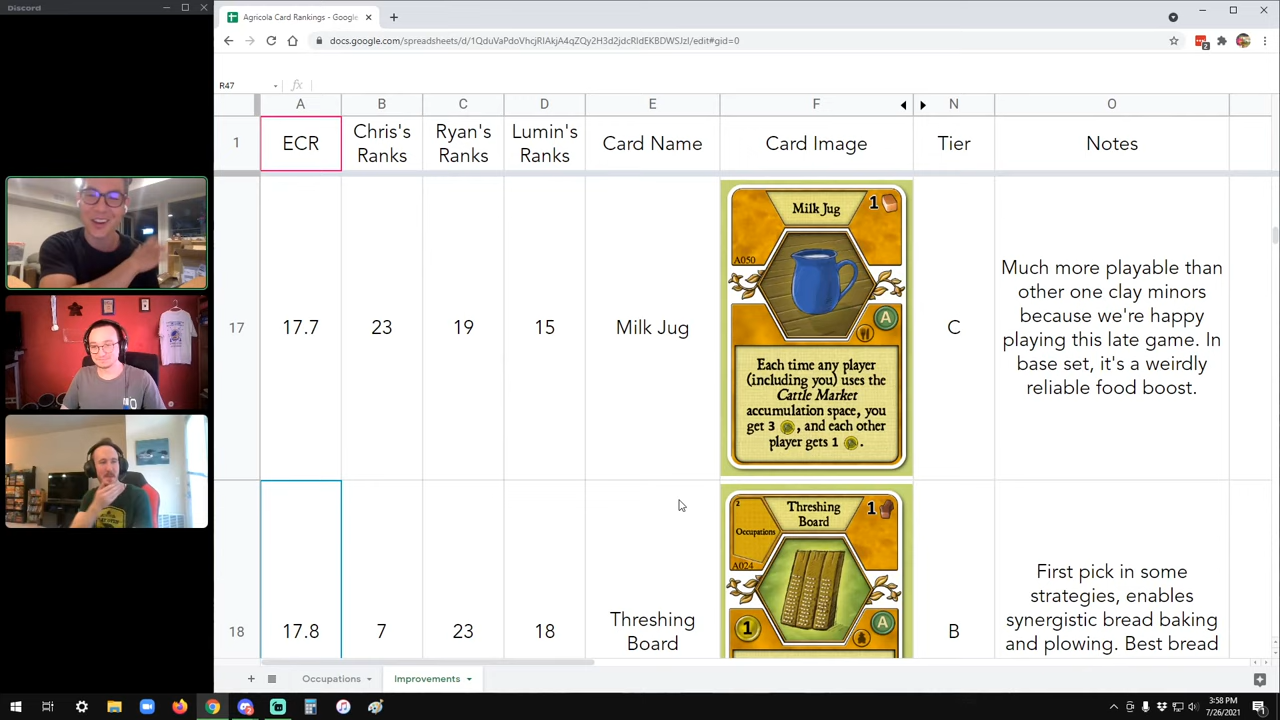 Discord
Agricola Card Rankings - Google
docs.google.com/spreadsheets/d/1QduVaPdoVhcjRlAkjA4qZQy2H3d2jdcRIdEKBDWSJzI/edit#gid=0
2
R47
fx
A B C D E F N O
1 ECR Chris's Ranks Ryan's Ranks Lumin's Ranks Card Name Card Image Tier Notes
17 17.7 23 19 15 Milk Jug C
Milk Jug 1
A050
A
Each time any player
(including you) uses the
Cattle Market
accumulation space, you
get 3 , and each other
player gets 1 .
Much more playable than
other one clay minors
because we're happy
playing this late game. In
base set, it's a weirdly
reliable food boost.
18 17.8 7 23 18 Threshing Board B
2
Occupations
Threshing
Board
1
A024
1
A
First pick in some
strategies, enables
synergistic bread baking
and plowing. Best bread
Occupations Improvements
3:58 PM
7/26/2021
1